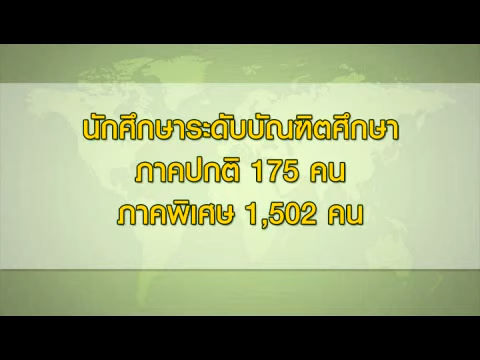 นักศึกษาระดับบัณฑิตศึกษา
ภาคปกติ 175 คน
ภาคพิเศษ 1,502 คน